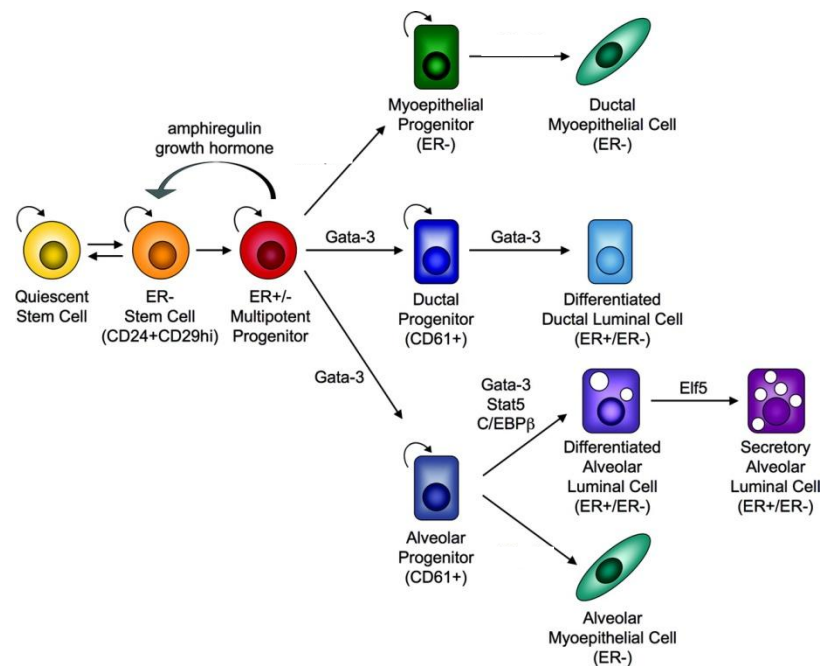 Myoepithelial
Progenitor
(ER-)
Ductal
Myoepithelial Cell
(ER-)
amphiregulin
growth hormone
Gata-3
Gata-3
Quiescent
Stem Cell
ER-
Stem Cell
(CD24+CD29hi)
ER+/-
Multipotent
Progenitor
Ductal
Progenitor
(CD61+)
Differentiated
Ductal Luminal Cell
(ER+/ER-)
Gata-3
Gata-3
Stat5
C/EBPβ
Elf5
Differentiated
Alveolar
Luminal Cell
(ER+/ER-)
Secretory
Alveolar
Luminal Cell
(ER+/ER-)
Alveolar
Progenitor
(CD61+)
Alveolar
Myoepithelial Cell
(ER-)